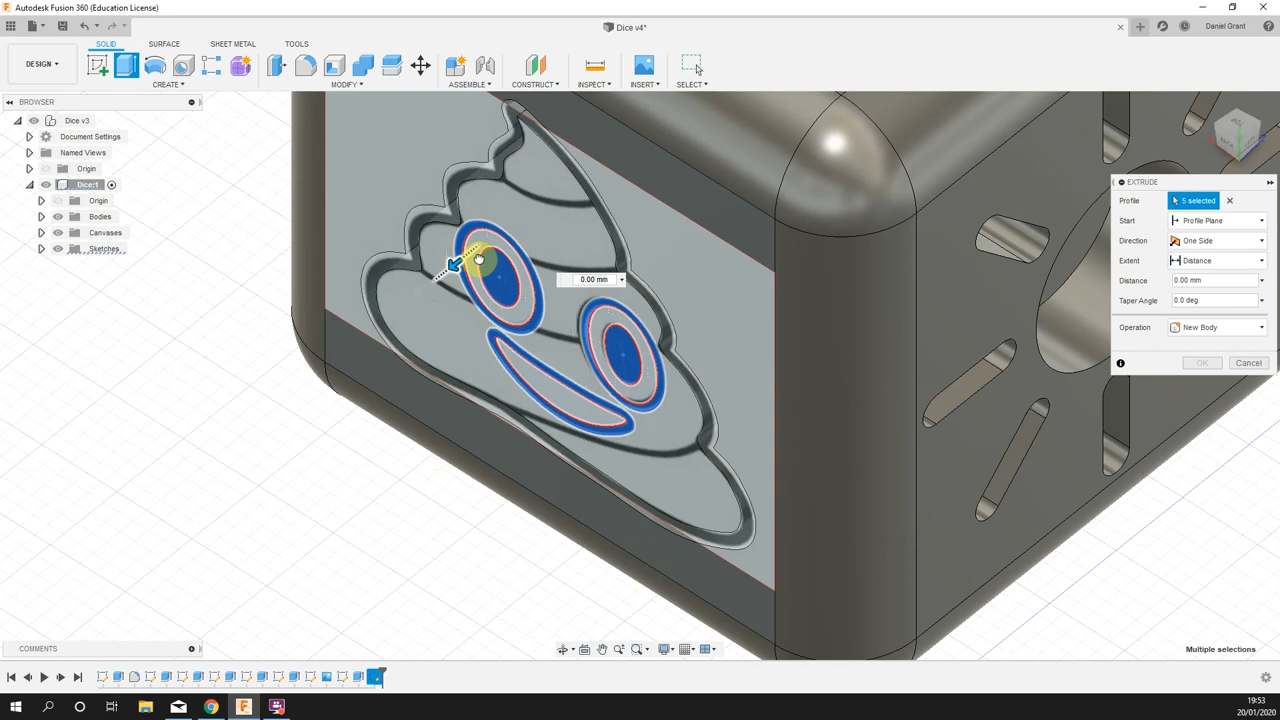 Autodesk Fusion 360 (Education License)
Dice v4*
Daniel Grant
SOLID SURFACE SHEET METAL TOOLS
DESIGN
CREATE MODIFY ASSEMBLE CONSTRUCT INSPECT INSERT SELECT
BROWSER
Dice v3
Document Settings
Named Views
Origin
Dice:1
Origin
Bodies
Canvases
Sketches
0.00 mm
EXTRUDE
Profile 5 selected
Start Profile Plane
Direction One Side
Extent Distance
Distance 0.00 mm
Taper Angle 0.0 deg
Operation New Body
OK Cancel
COMMENTS
Multiple selections
19:53
20/01/2020